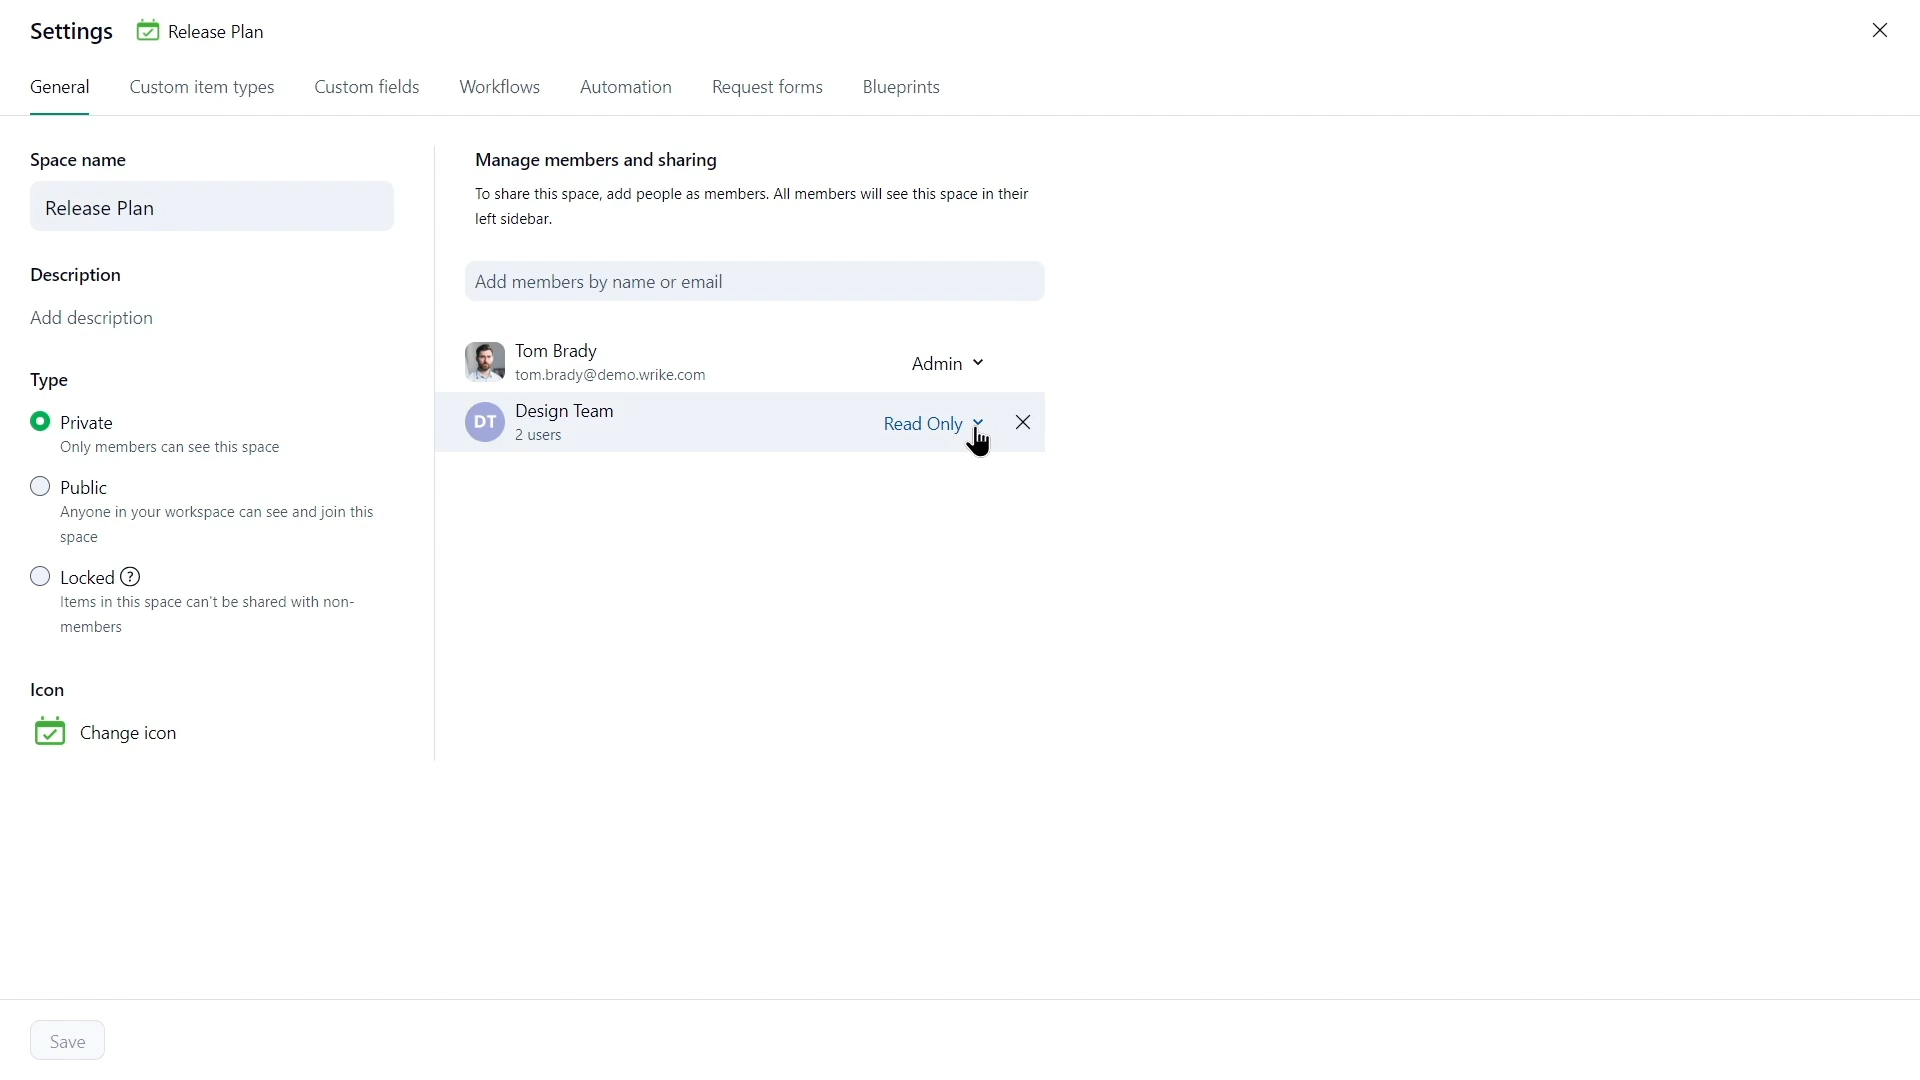 Settings Release Plan
General Custom item types Custom fields Workflows Automation Request forms Blueprints
Space name
Release Plan
Description
Add description
Type
Private
Only members can see this space
Public
Anyone in your workspace can see and join this
space
Locked ?
Items in this space can't be shared with non-
members
Icon
Change icon
Manage members and sharing
To share this space, add people as members. All members will see this space in their
left sidebar.
Add members by name or email
Tom Brady
tom.brady@demo.wrike.com
Admin
DT
Design Team
2 users
Read Only
Save